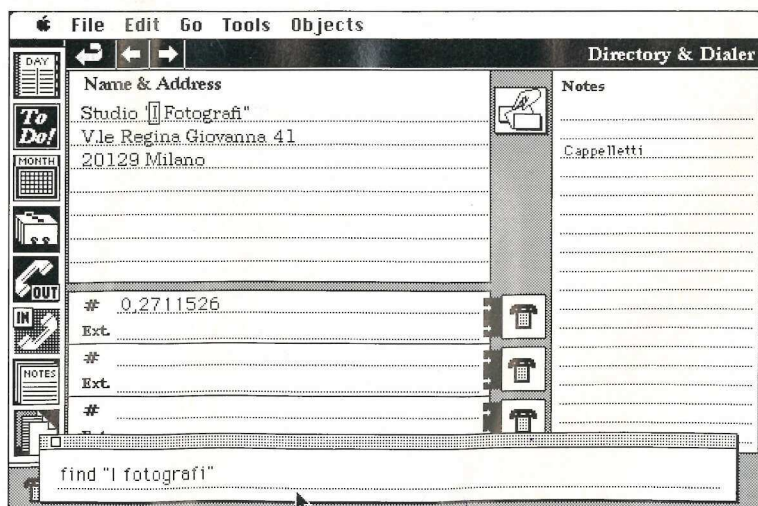 File Edit Go Tools Objects
DAY
Directory & Dialer
Name & Address
Notes
Studio "I Fotografi"
V.le Regina Giovanna 41
20129 Milano
Cappelletti
To Do!
MONTH
OUT
IN
NOTES
# 0,2711526
Ext.
#
Ext.
#
find "I fotografi"